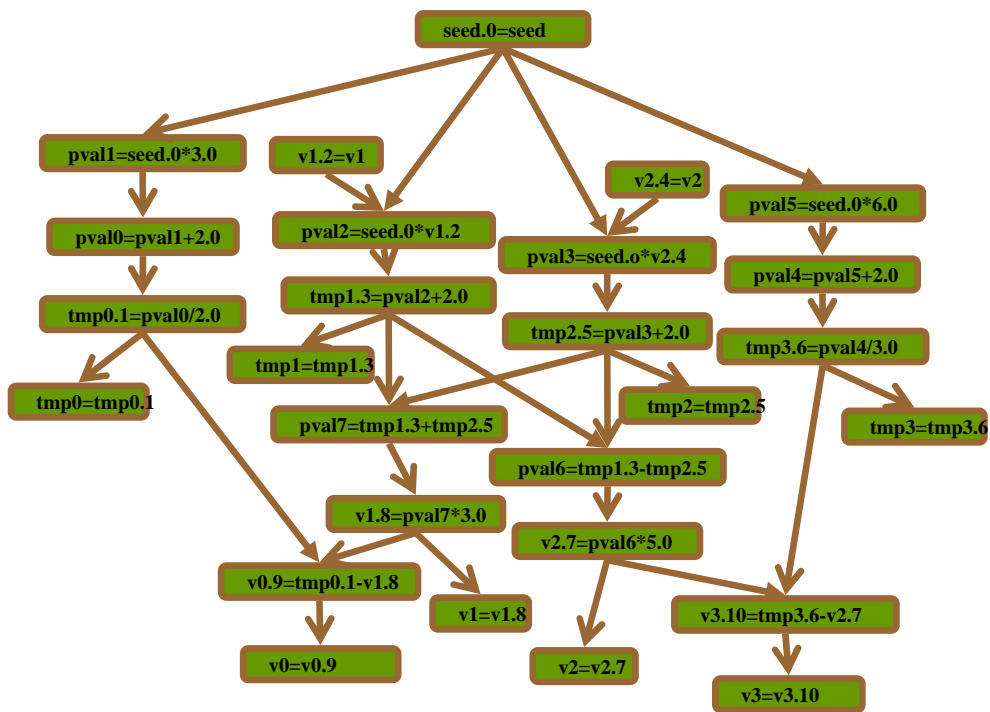 seed.0=seed
pval1=seed.0*3.0
v1.2=v1
v2.4=v2
pval5=seed.0*6.0
pval0=pval1+2.0
pval2=seed.0*v1.2
pval3=seed.o*v2.4
pval4=pval5+2.0
tmp0.1=pval0/2.0
tmp1.3=pval2+2.0
tmp2.5=pval3+2.0
tmp3.6=pval4/3.0
tmp1=tmp1.3
tmp0=tmp0.1
tmp2=tmp2.5
pval7=tmp1.3+tmp2.5
tmp3=tmp3.6
pval6=tmp1.3-tmp2.5
v1.8=pval7*3.0
v2.7=pval6*5.0
v0.9=tmp0.1-v1.8
v1=v1.8
v3.10=tmp3.6-v2.7
v0=v0.9
v2=v2.7
v3=v3.10